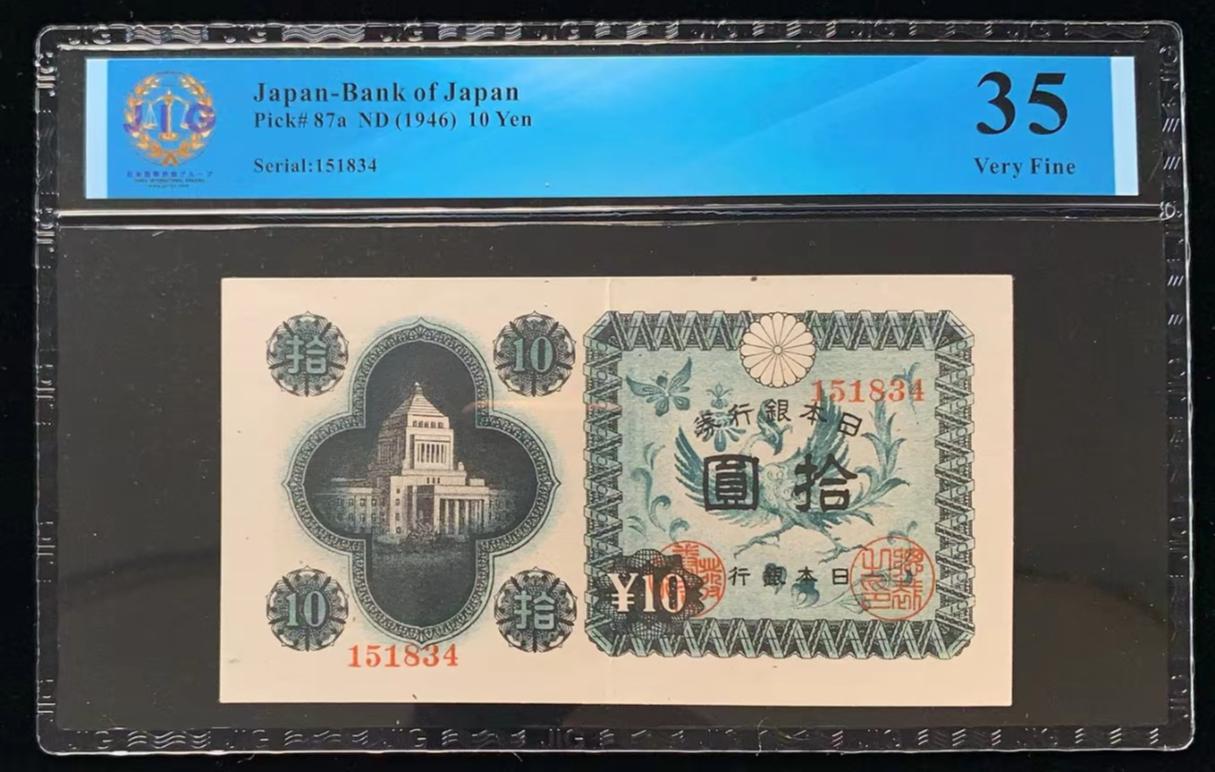 JIG
Japan-Bank of Japan
Pick# 87a ND (1946) 10 Yen
Serial:151834
35
Very Fine
拾
10
10
拾
151834
151834
日本銀行券
拾圓
¥10
日本銀行